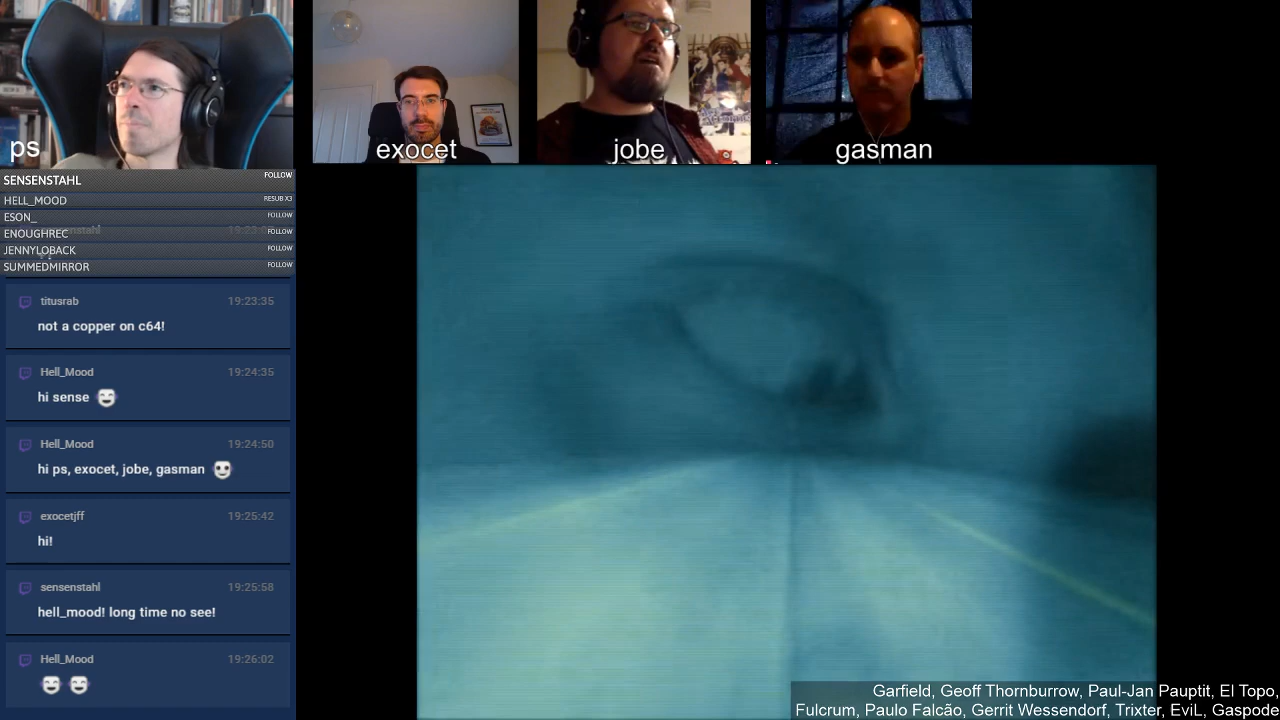 ps
exocet
jobe
gasman
SENSENSTAHL FOLLOW
HELL_MOOD RESUB X3
ESON_ FOLLOW
ENOUGHREC FOLLOW
JENNYLOBACK FOLLOW
SUMMEDMIRROR FOLLOW
titusrab 19:23:35
not a copper on c64!
Hell_Mood 19:24:35
hi sense
Hell_Mood 19:24:50
hi ps, exocet, jobe, gasman
exocetjff 19:25:42
hi!
sensenstahl 19:25:58
hell_mood! long time no see!
Hell_Mood 19:26:02
Garfield, Geoff Thornburrow, Paul-Jan Pauptit, El Topo,
Fulcrum, Paulo Falcão, Gerrit Wessendorf, Trixter, EviL, Gaspode